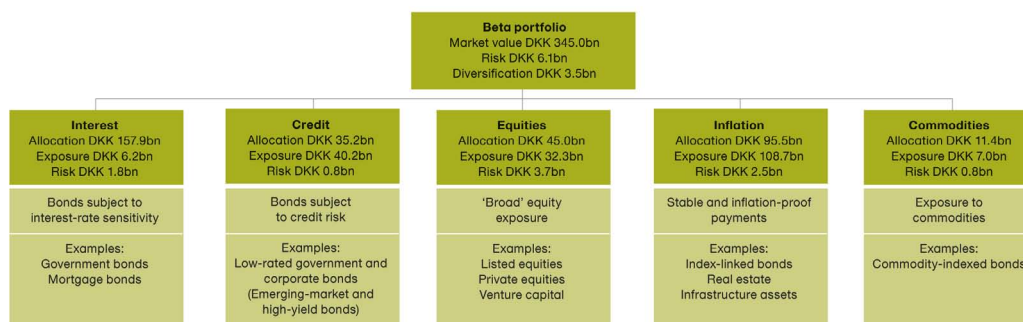 Beta portfolio
Market value DKK 345.0bn
Risk DKK 6.1bn
Diversification DKK 3.5bn
Interest
Allocation DKK 157.9bn
Exposure DKK 6.2bn
Risk DKK 1.8bn
Bonds subject to
interest-rate sensitivity
Examples:
Government bonds
Mortgage bonds
Credit
Allocation DKK 35.2bn
Exposure DKK 40.2bn
Risk DKK 0.8bn
Bonds subject
to credit risk
Examples:
Low-rated government and
corporate bonds
(Emerging-market and
high-yield bonds)
Equities
Allocation DKK 45.0bn
Exposure DKK 32.3bn
Risk DKK 3.7bn
‘Broad’ equity
exposure
Examples:
Listed equities
Private equities
Venture capital
Inflation
Allocation DKK 95.5bn
Exposure DKK 108.7bn
Risk DKK 2.5bn
Stable and inflation-proof
payments
Examples:
Index-linked bonds
Real estate
Infrastructure assets
Commodities
Allocation DKK 11.4bn
Exposure DKK 7.0bn
Risk DKK 0.8bn
Exposure to
commodities
Examples:
Commodity-indexed bonds